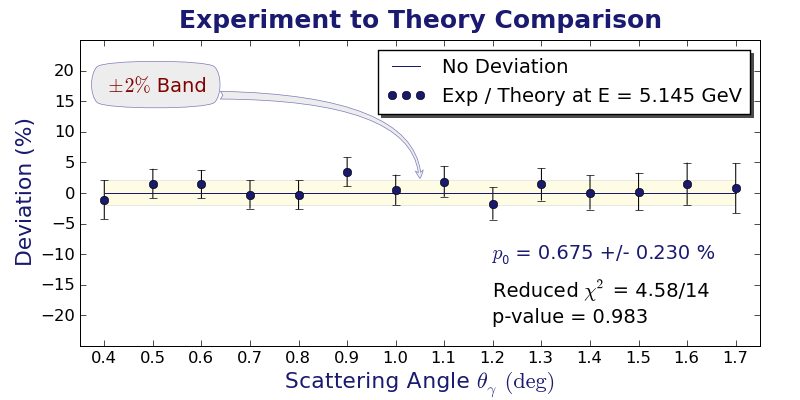 Experiment to Theory Comparison
±2% Band
No Deviation
Exp / Theory at E = 5.145 GeV
Deviation (%)
20
15
10
5
0
−5
−10
−15
−20
p₀ = 0.675 +/- 0.230 %
Reduced χ² = 4.58/14
p-value = 0.983
0.4 0.5 0.6 0.7 0.8 0.9 1.0 1.1 1.2 1.3 1.4 1.5 1.6 1.7
Scattering Angle θᵧ (deg)